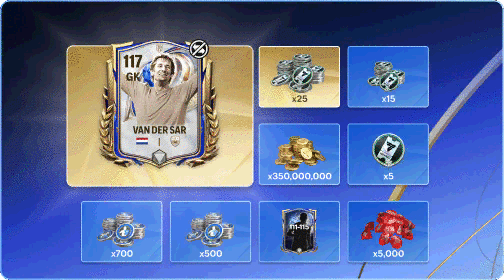 117
GK
VAN DER SAR
x25
x15
x350,000,000
x5
x700
x500
111-115
x5,000